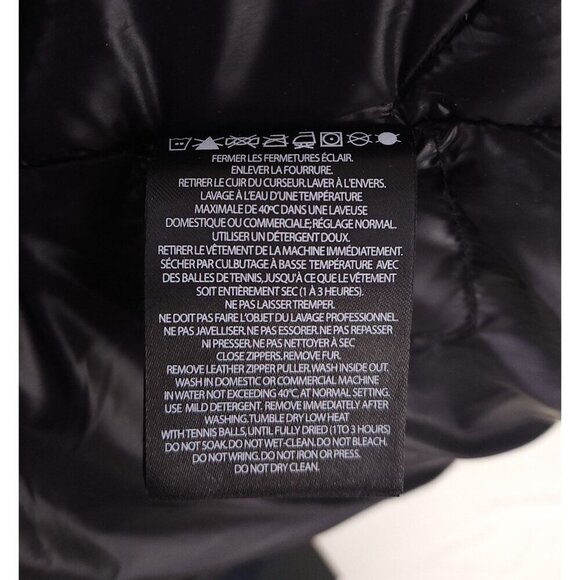 FERMER LES FERMETURES ÉCLAIR.
ENLEVER LA FOURRURE.
RETIRER LE CUIR DU CURSEUR. LAVER À L'ENVERS.
LAVAGE À L'EAU D'UNE TEMPÉRATURE
MAXIMALE DE 40ºC DANS UNE LAVEUSE
DOMESTIQUE OU COMMERCIALE; RÉGLAGE NORMAL.
UTILISER UN DÉTERGENT DOUX.
RETIRER LE VÊTEMENT DE LA MACHINE IMMÉDIATEMENT.
SÉCHER PAR CULBUTAGE À BASSE TEMPÉRATURE AVEC
DES BALLES DE TENNIS, JUSQU'À CE QUE LE VÊTEMENT
SOIT ENTIÈREMENT SEC (1 À 3 HEURES).
NE PAS LAISSER TREMPER.
NE DOIT PAS FAIRE L'OBJET DU LAVAGE PROFESSIONNEL.
NE PAS JAVELLISER. NE PAS ESSORER. NE PAS REPASSER
NI PRESSER. NE PAS NETTOYER À SEC
CLOSE ZIPPERS. REMOVE FUR.
REMOVE LEATHER ZIPPER PULLER. WASH INSIDE OUT.
WASH IN DOMESTIC OR COMMERCIAL MACHINE
IN WATER NOT EXCEEDING 40ºC, AT NORMAL SETTING.
USE MILD DETERGENT. REMOVE IMMEDIATELY AFTER
WASHING. TUMBLE DRY LOW HEAT
WITH TENNIS BALLS, UNTIL FULLY DRIED (1 TO 3 HOURS)
DO NOT SOAK. DO NOT WET-CLEAN. DO NOT BLEACH.
DO NOT WRING. DO NOT IRON OR PRESS.
DO NOT DRY CLEAN.